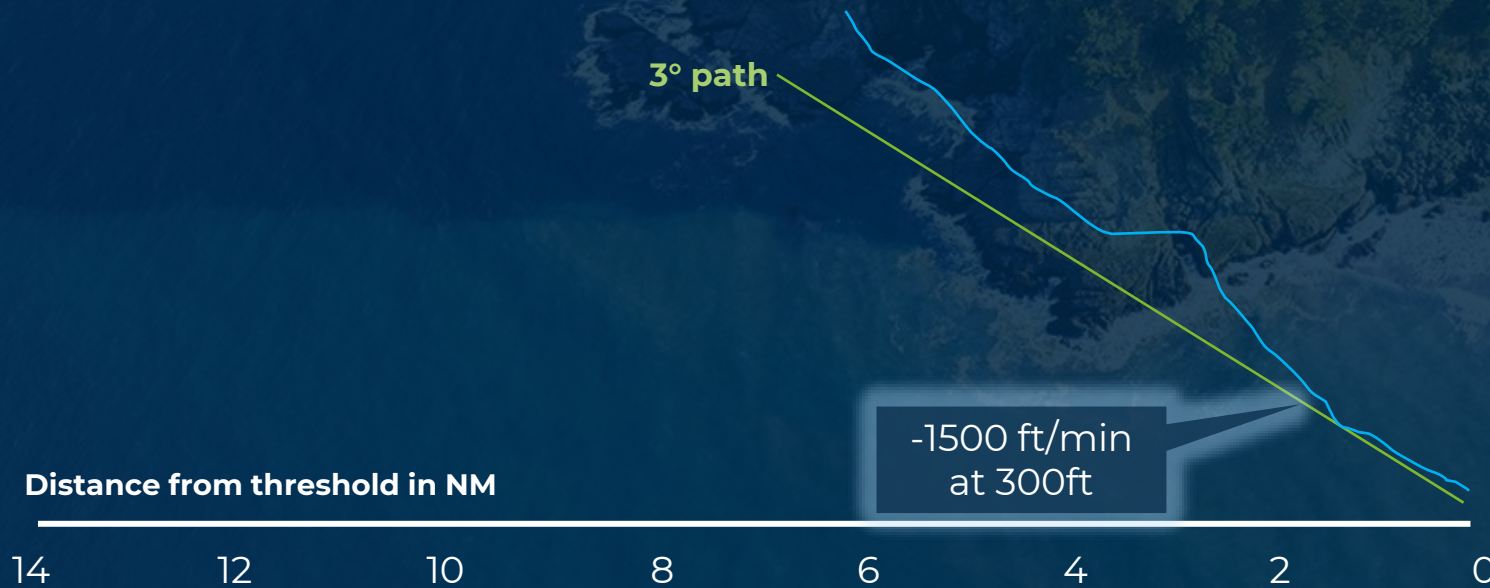 3° path
-1500 ft/min
at 300ft
Distance from threshold in NM
14 12 10 8 6 4 2 0